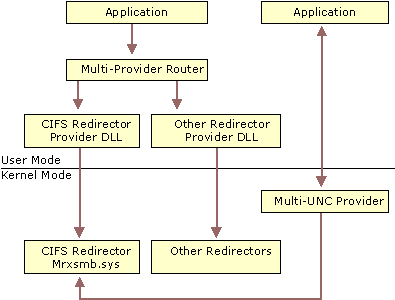 Application
Application
Multi-Provider Router
CIFS Redirector
Provider DLL
Other Redirector
Provider DLL
User Mode
Kernel Mode
Multi-UNC Provider
CIFS Redirector
Mrxsmb.sys
Other Redirectors